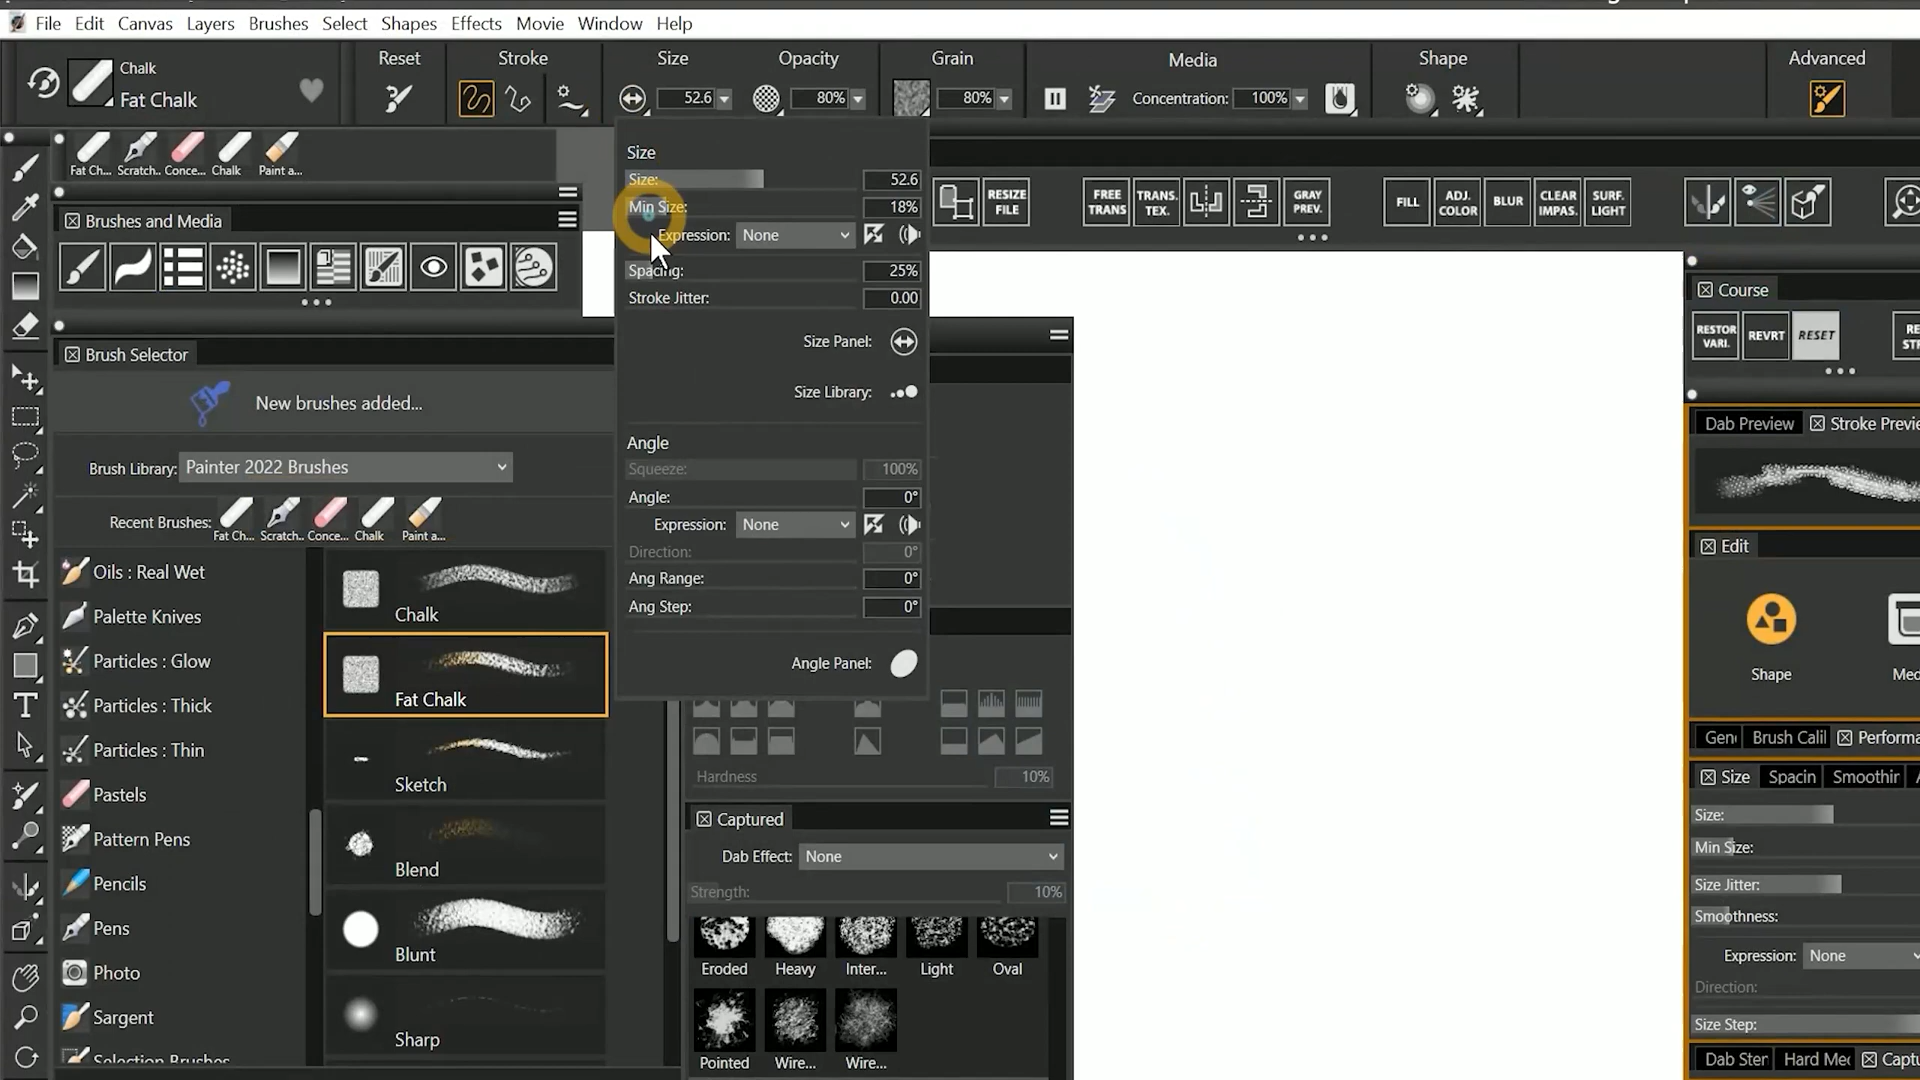 File Edit Canvas Layers Brushes Select Shapes Effects Movie Window Help
Reset Stroke Size Opacity Grain Media Shape Advanced
Chalk
Fat Chalk
52.6 80% 80% Concentration: 100%
Fat Ch... Scratch.. Conce... Chalk Paint a...
Size
Size: 52.6
Min Size: 18%
Expression: None
Spacing: 25%
Stroke Jitter: 0.00
Size Panel:
Size Library:
Angle
Squeeze: 100%
Angle: 0°
Expression: None
Direction: 0°
Ang Range: 0°
Ang Step: 0°
Angle Panel:
RESIZE FILE
FREE TRANS
TRANS. TEX.
GRAY PREV.
FILL
ADJ. COLOR
BLUR
CLEAR IMPAS.
SURF. LIGHT
Brushes and Media
Brush Selector
New brushes added...
Brush Library: Painter 2022 Brushes
Recent Brushes: Fat Ch... Scratch.. Conce... Chalk Paint a...
Oils : Real Wet
Palette Knives
Particles : Glow
Particles : Thick
Particles : Thin
Pastels
Pattern Pens
Pencils
Pens
Photo
Sargent
Selection Brushes
Chalk
Fat Chalk
Sketch
Blend
Blunt
Sharp
Hardness 10%
Captured
Dab Effect: None
Strength: 10%
Eroded Heavy Inter... Light Oval
Pointed Wire... Wire...
Course
RESTOR VARI.
REVRT
RESET
Dab Preview Stroke Previe
Edit
Shape
Brush Cali Performa
Size Spacin Smoothin
Size:
Min Size:
Size Jitter:
Smoothness:
Expression: None
Direction:
Size Step:
Dab Sten Hard Med Captu